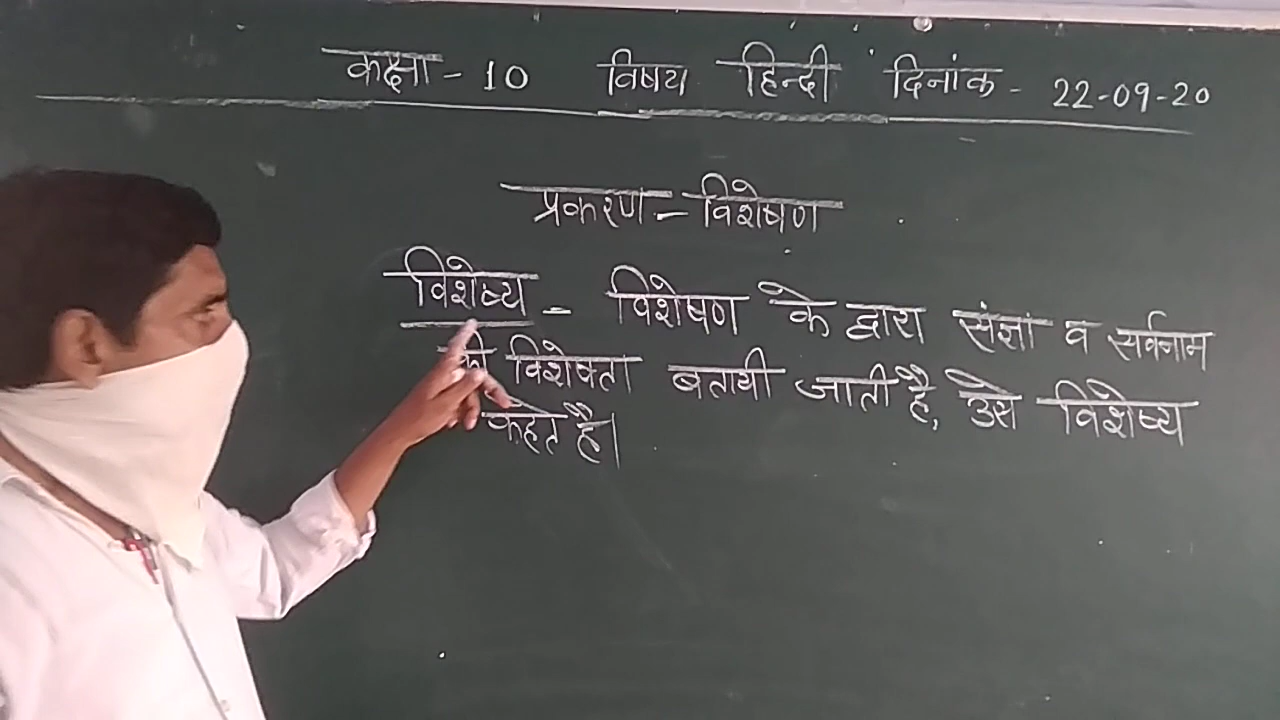 कक्षा - 10 विषय हिन्दी दिनांक - 22-09-20
प्रकरण - विशेषण
विशेष्य - विशेषण के द्वारा संज्ञा व सर्वनाम
की विशेषता बतायी जाती है, उसे विशेष्य
कहते है।